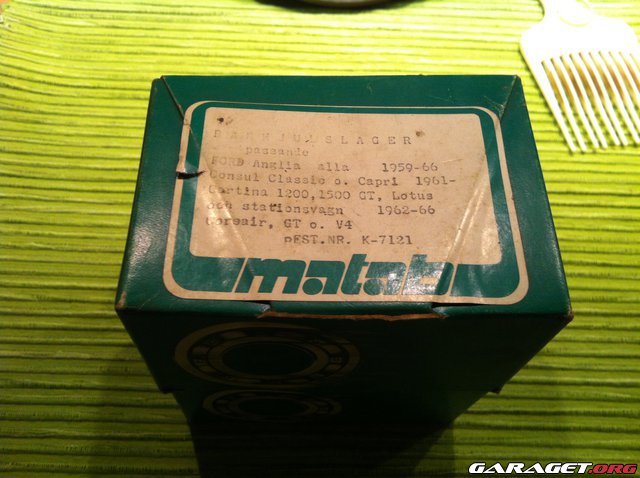 BAKHJULSLAGER
passande
FORD Anglia alla 1959-66
Consul Classic o. Capri 1961-
Cortina 1200,1500 GT, Lotus
och stationsvagn 1962-66
Corsair, GT o. V4
BEST.NR. K-7121
matab
GARAGET.ORG